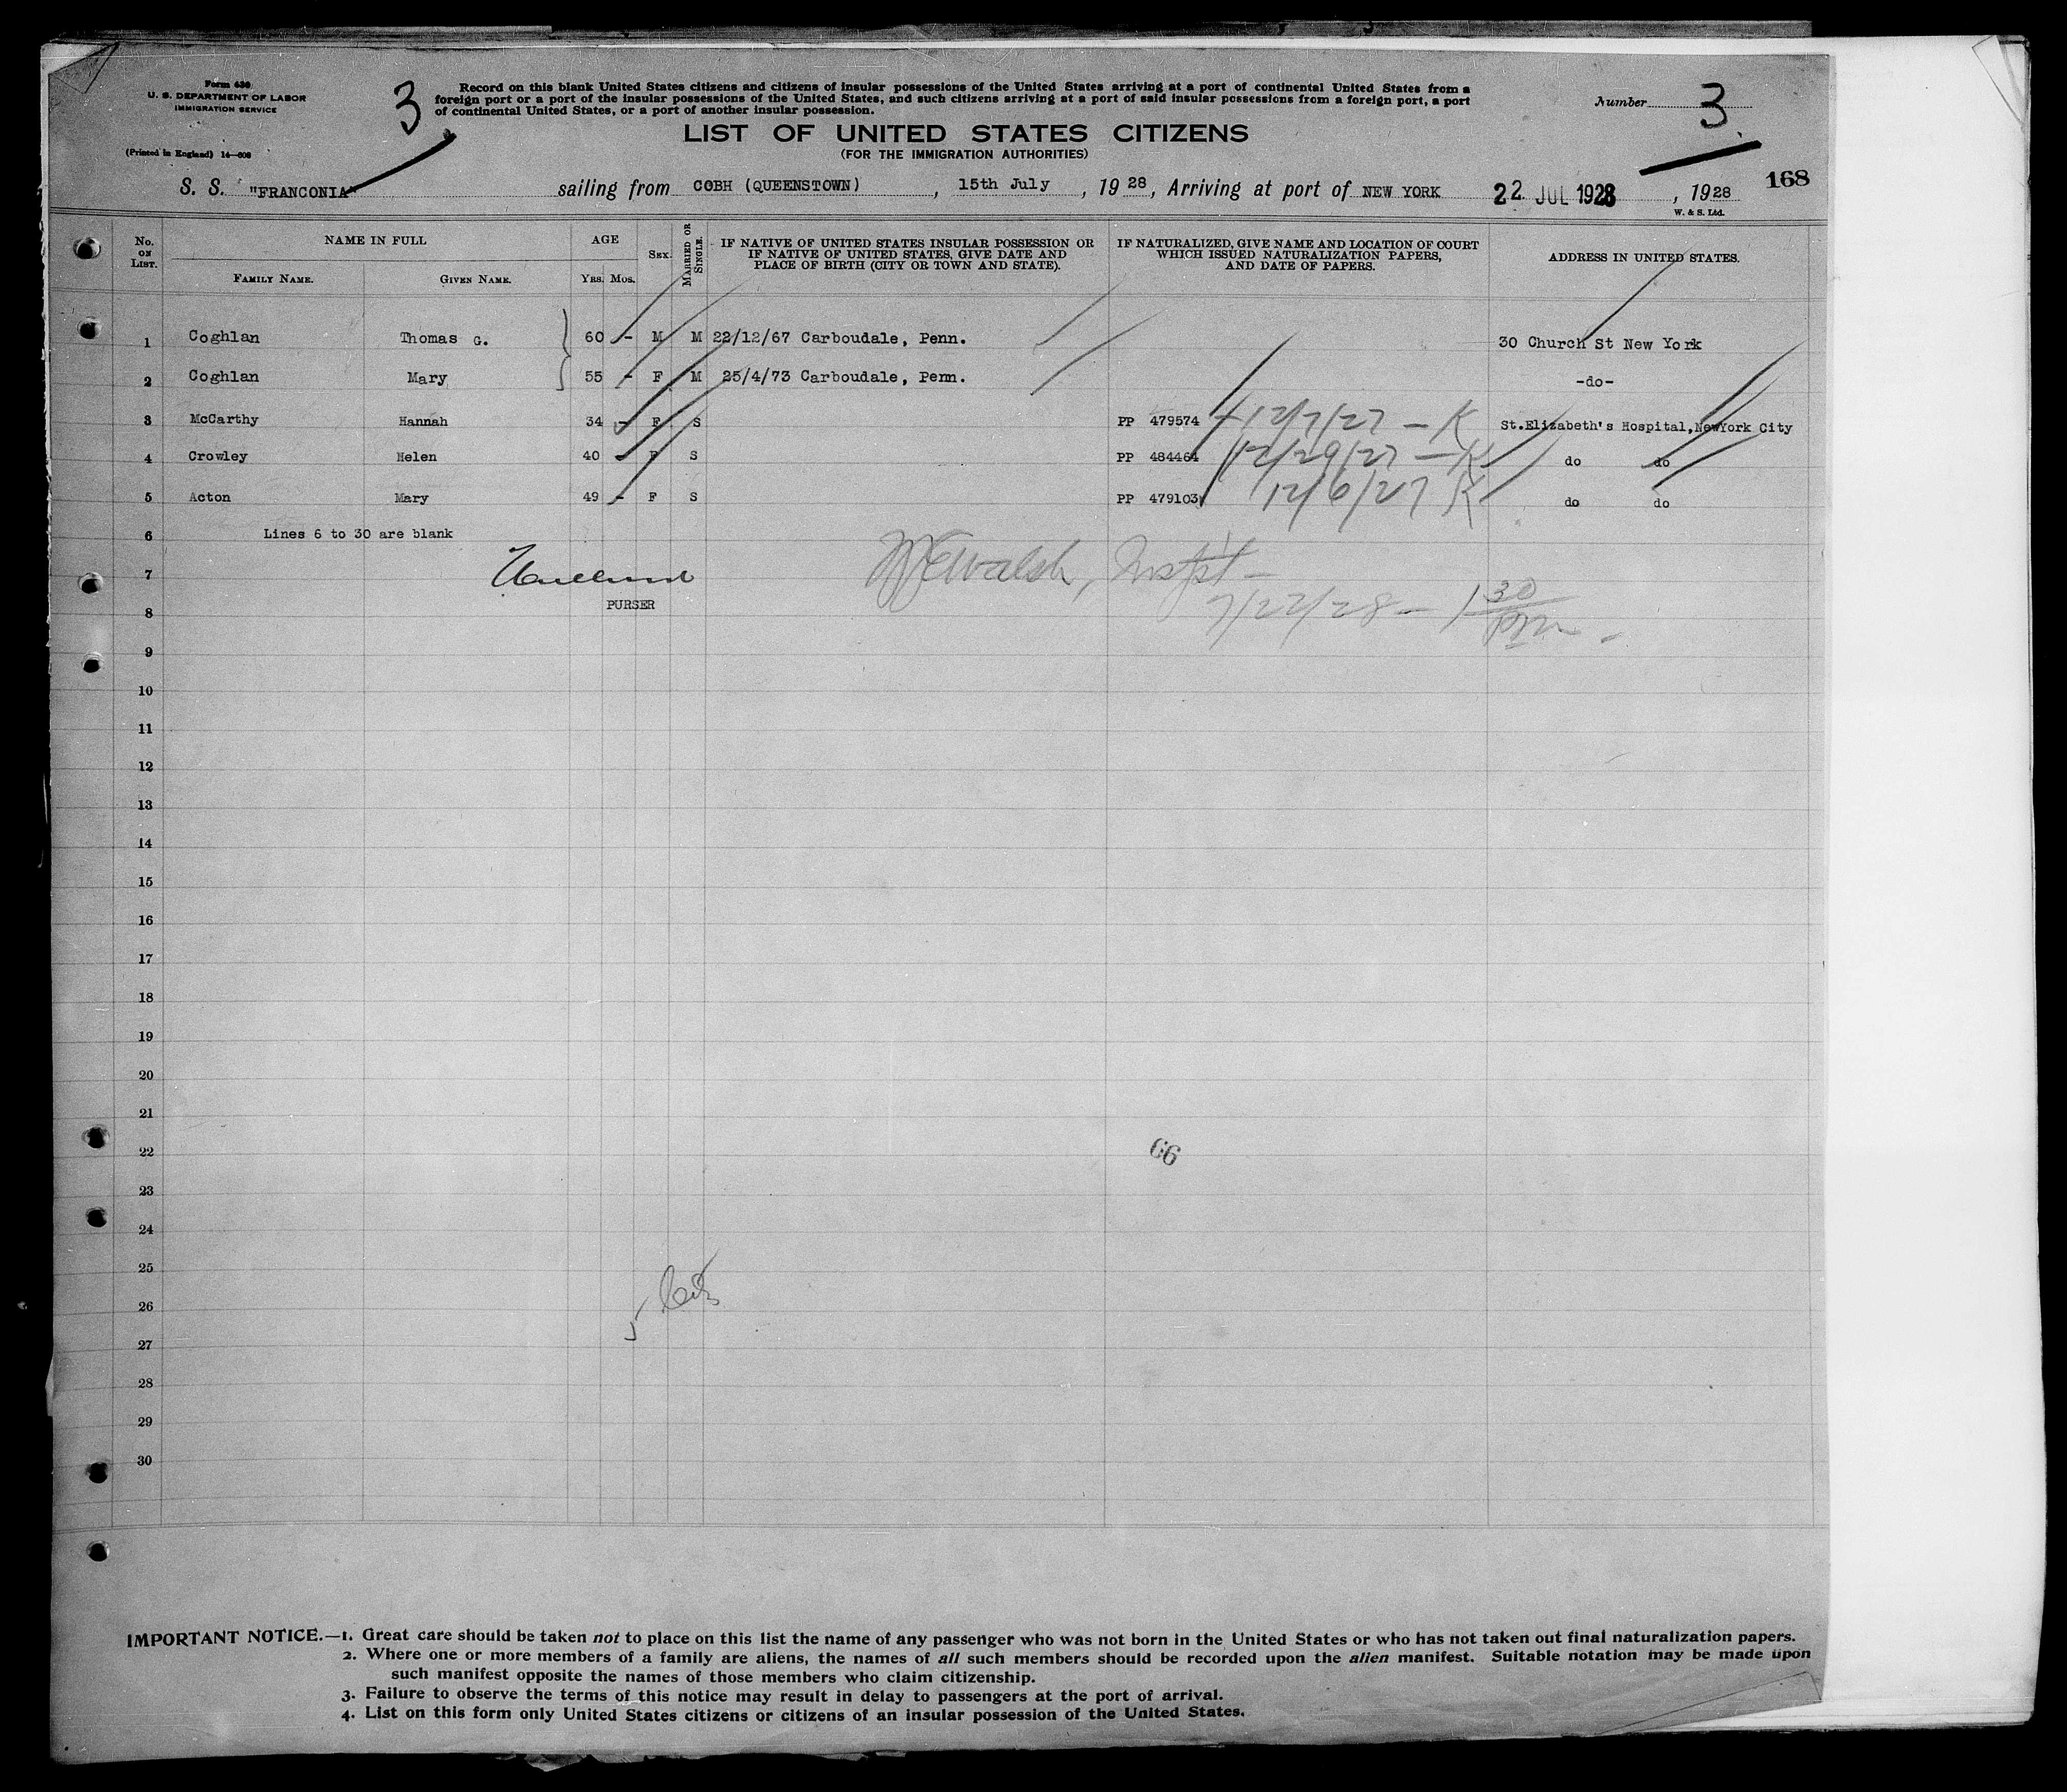 Form 630
U. S. DEPARTMENT OF LABOR
IMMIGRATION SERVICE
(Printed in England) 14—608
3
Record on this blank United States citizens and citizens of insular possessions of the United States arriving at a port of continental United States from a
foreign port or a port of the insular possessions of the United States, and such citizens arriving at a port of said insular possessions from a foreign port, a port
of continental United States, or a port of another insular possession.
Number 3
LIST OF UNITED STATES CITIZENS
(FOR THE IMMIGRATION AUTHORITIES)
168
S. S. "FRANCONIA" sailing from COBH (QUEENSTOWN), 15th July, 1928, Arriving at port of NEW YORK 22 JUL 1928, 1928
W. & S. Ltd.
No. ON LIST. NAME IN FULL FAMILY NAME. GIVEN NAME. AGE YRS. MOS. SEX. MARRIED OR SINGLE. IF NATIVE OF UNITED STATES INSULAR POSSESSION OR IF NATIVE OF UNITED STATES, GIVE DATE AND PLACE OF BIRTH (CITY OR TOWN AND STATE). IF NATURALIZED, GIVE NAME AND LOCATION OF COURT WHICH ISSUED NATURALIZATION PAPERS, AND DATE OF PAPERS. ADDRESS IN UNITED STATES.
1 Coghlan Thomas G. 60 - M M 22/12/67 Carboudale, Penn. 30 Church St New York
2 Coghlan Mary 55 - F M 25/4/73 Carboudale, Penn. -do-
3 McCarthy Hannah 34 - F S PP 479574 - 12/7/27 - K St.Elizabeth's Hospital,NewYork City
4 Crowley Helen 40 - F S PP 484464 12/29/27 - K do do
5 Acton Mary 49 - F S PP 479103 12/6/27 K do do
6 Lines 6 to 30 are blank
7 Walsh, Inspt-
PURSER
8 7/22/28 - 1 30 PM -
9
10
11
12
13
14
15
16
17
18
19
20
21
22 66
23
24
25
26 5
27
28
29
30
IMPORTANT NOTICE.—1. Great care should be taken not to place on this list the name of any passenger who was not born in the United States or who has not taken out final naturalization papers.
2. Where one or more members of a family are aliens, the names of all such members should be recorded upon the alien manifest. Suitable notation may be made upon
such manifest opposite the names of those members who claim citizenship.
3. Failure to observe the terms of this notice may result in delay to passengers at the port of arrival.
4. List on this form only United States citizens or citizens of an insular possession of the United States.